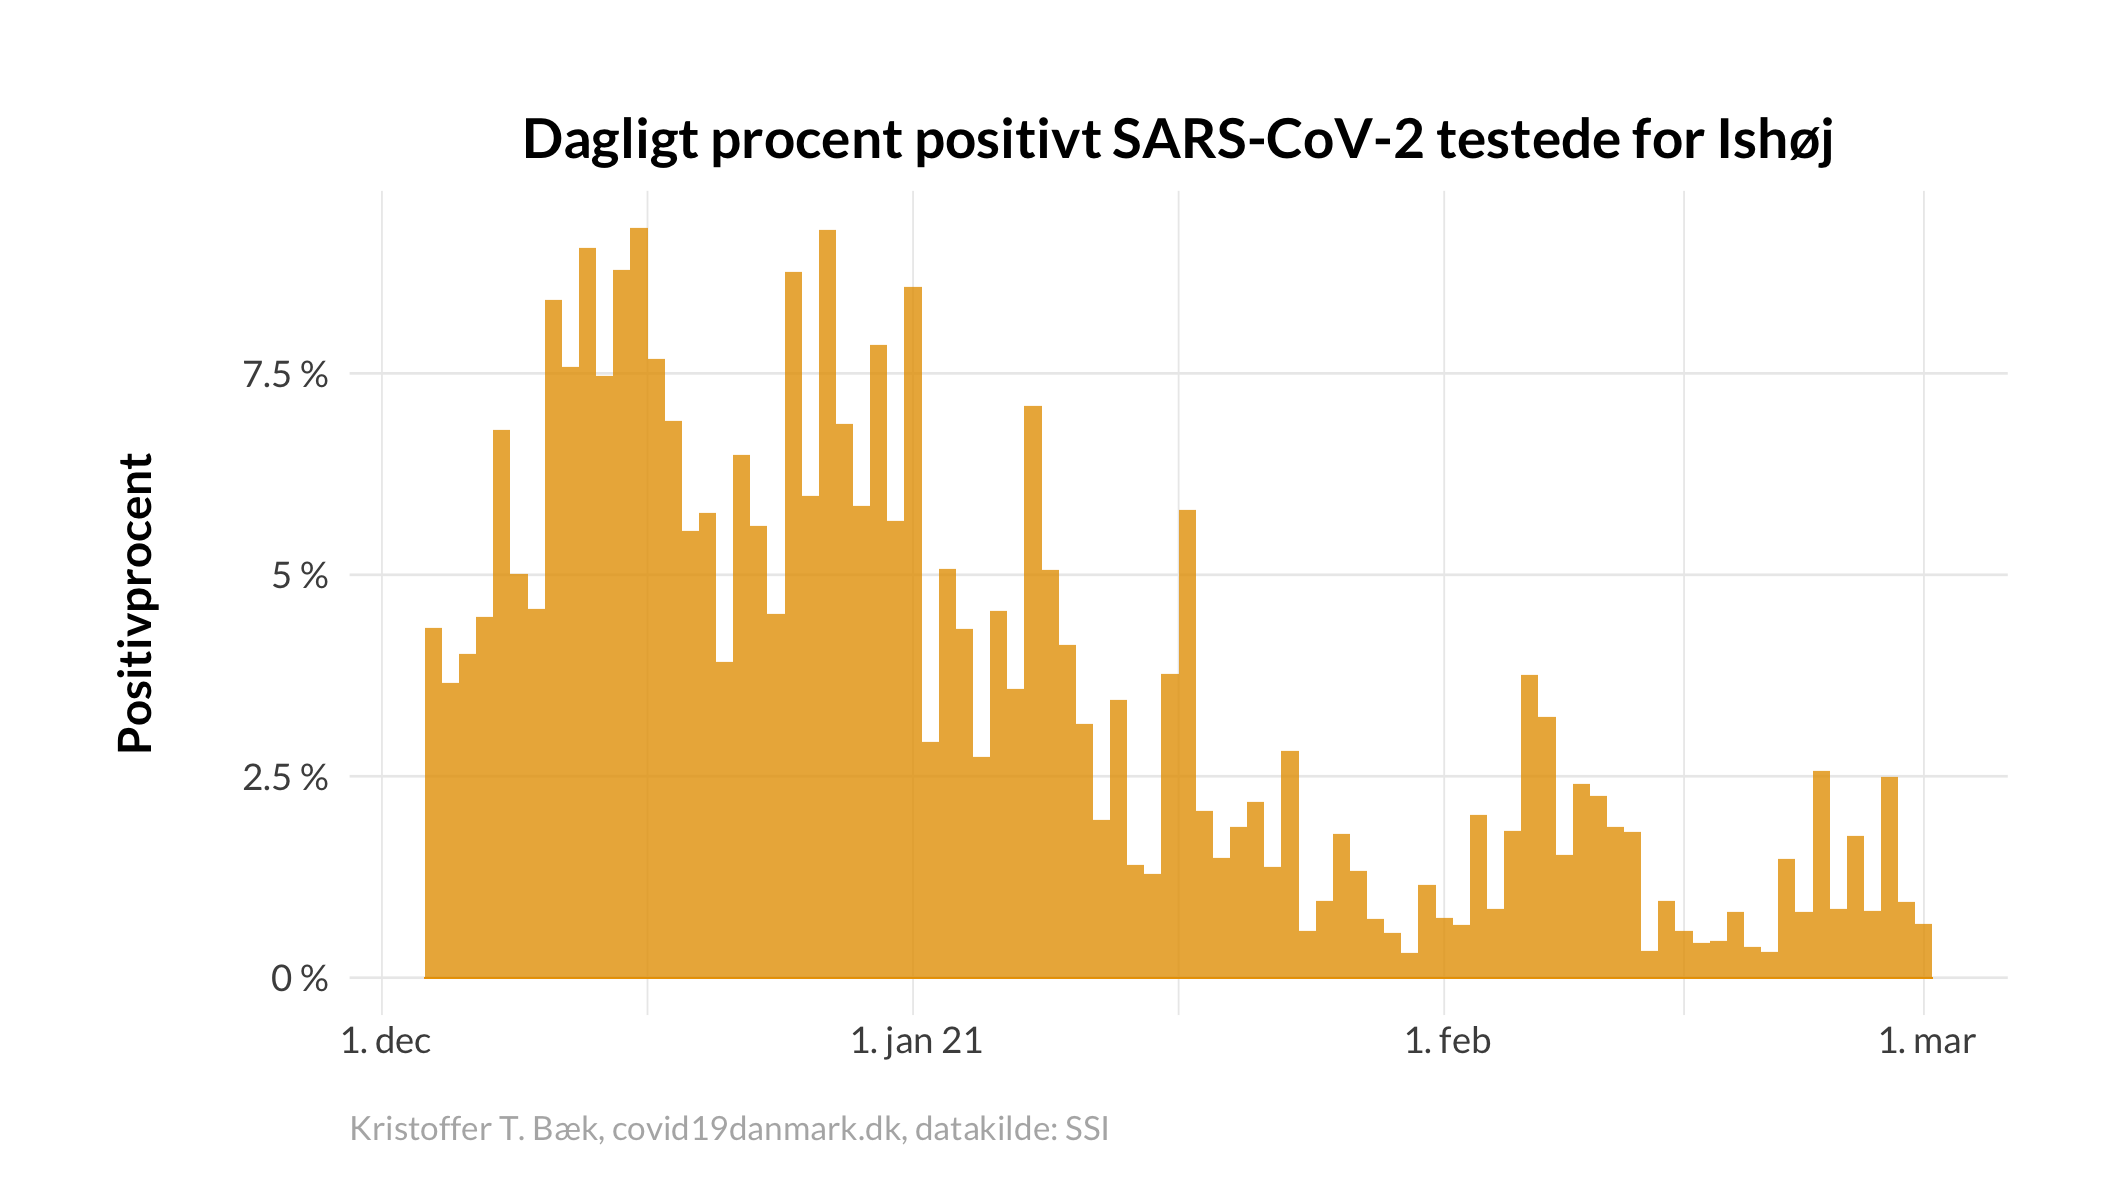 Dagligt procent positivt SARS-CoV-2 testede for Ishøj
Positivprocent
7.5 %
5 %
2.5 %
0 %
1. dec
1. jan 21
1. feb
1. mar
Kristoffer T. Bæk, covid19danmark.dk, datakilde: SSI